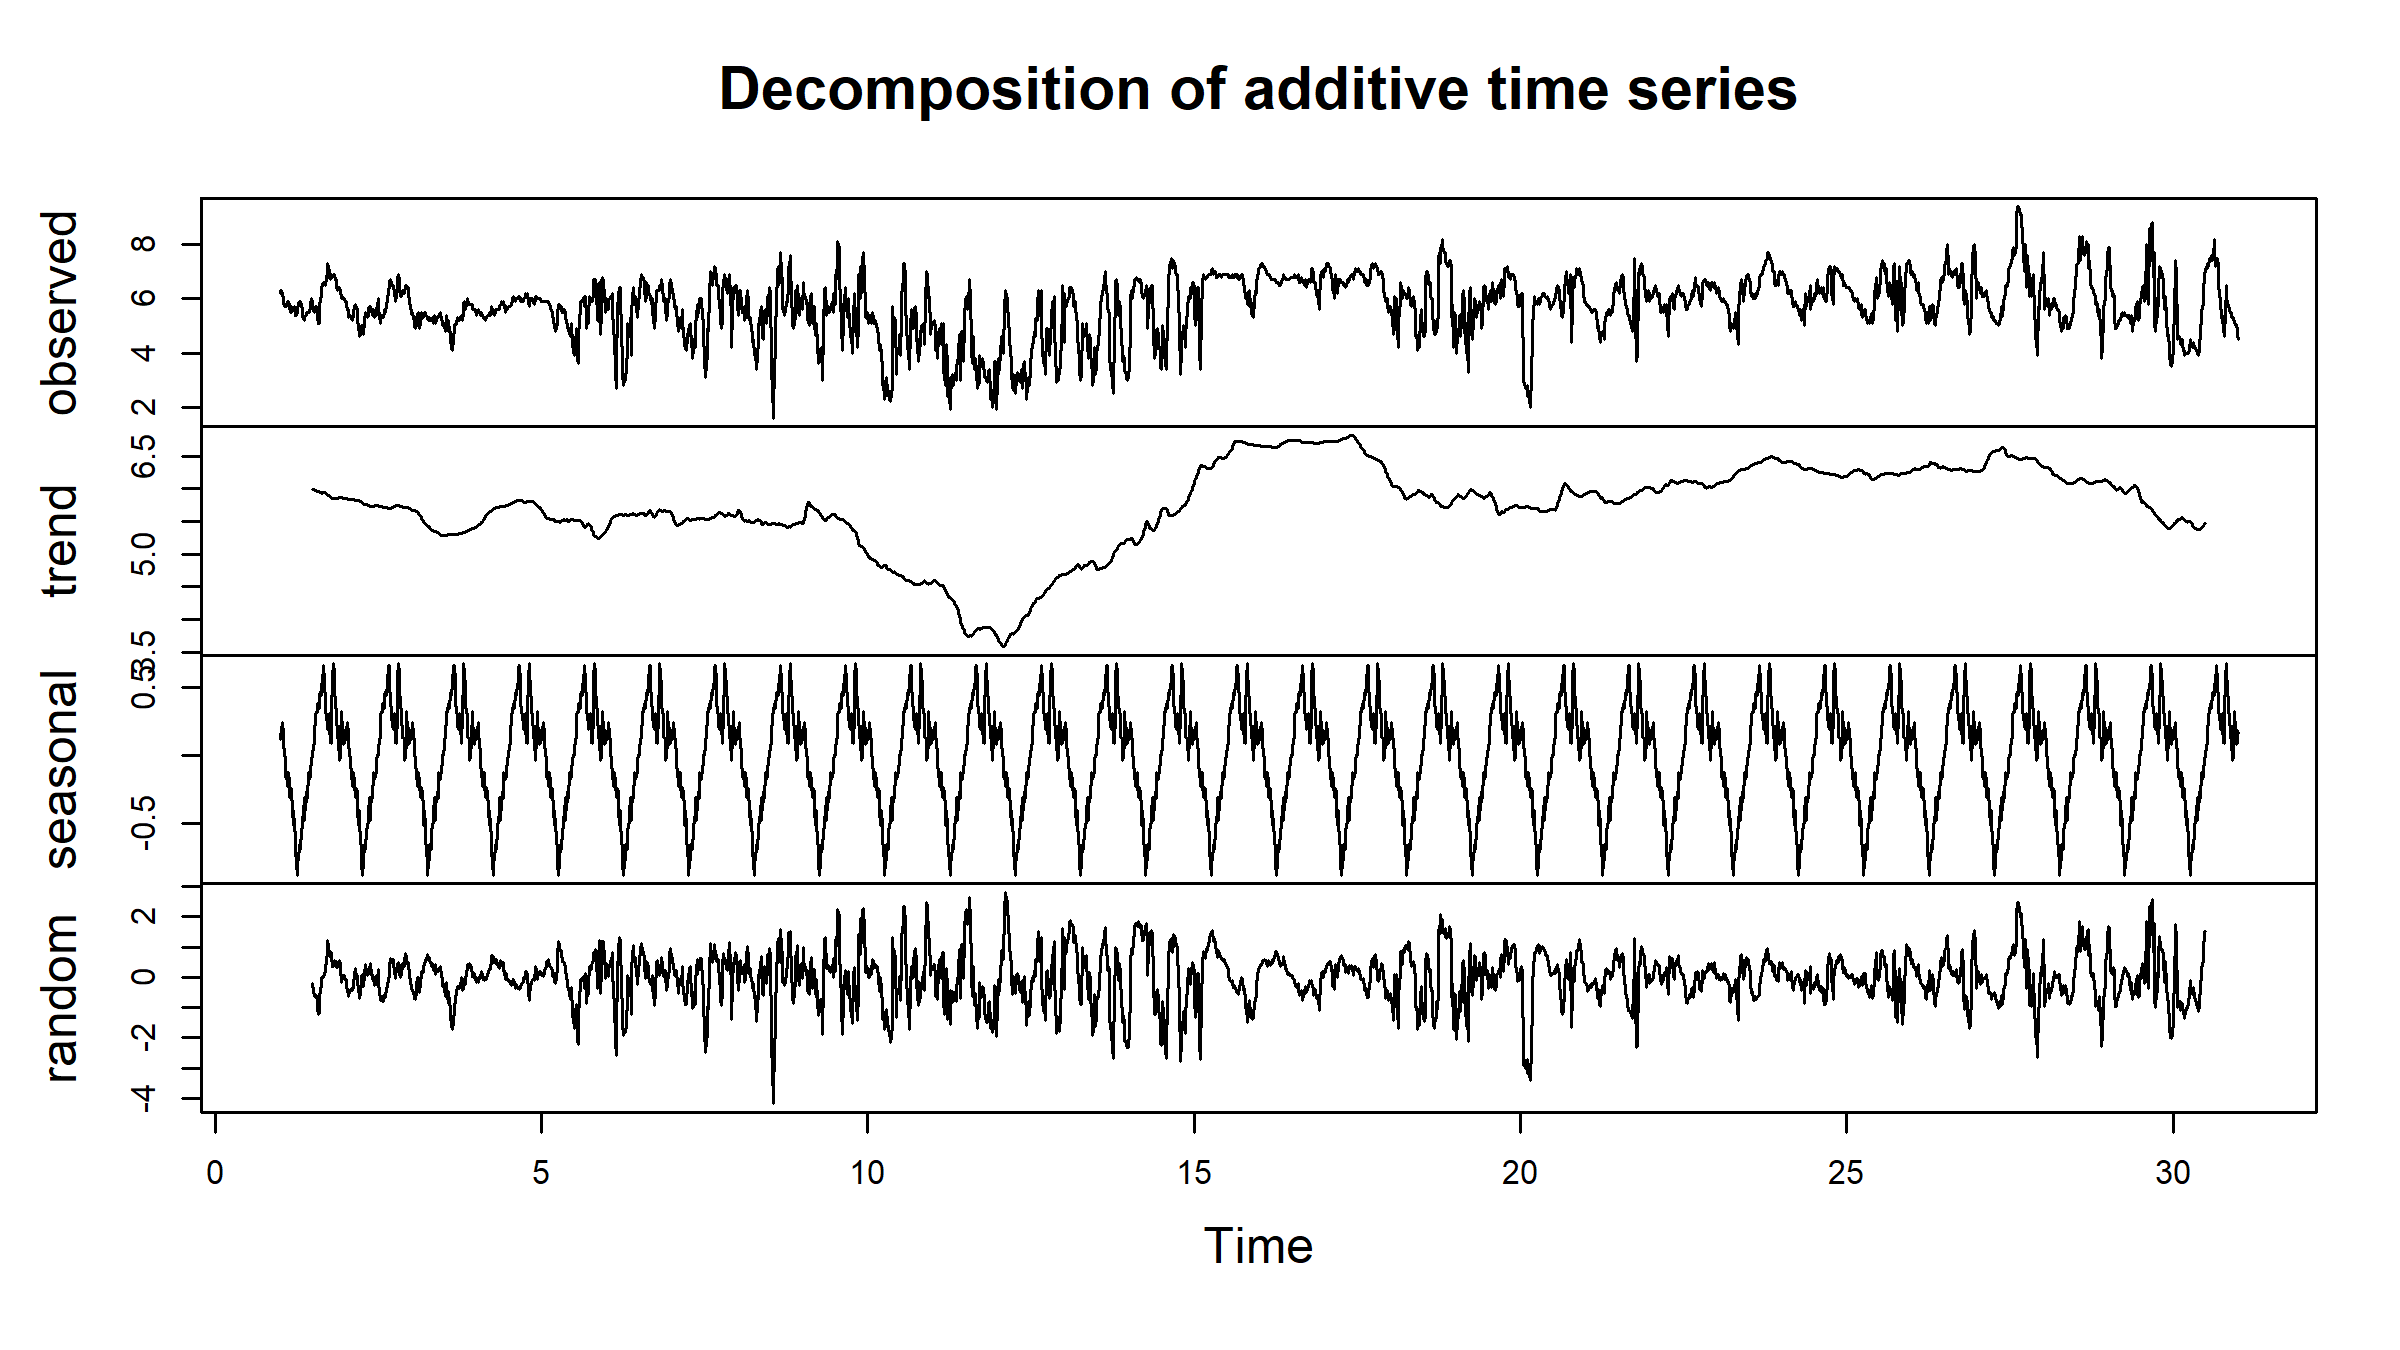 Decomposition of additive time series
observed
2 4 6 8
trend
3.5 5.0 6.5
seasonal
-0.5 0.5
random
-4 -2 0 2
0 5 10 15 20 25 30
Time